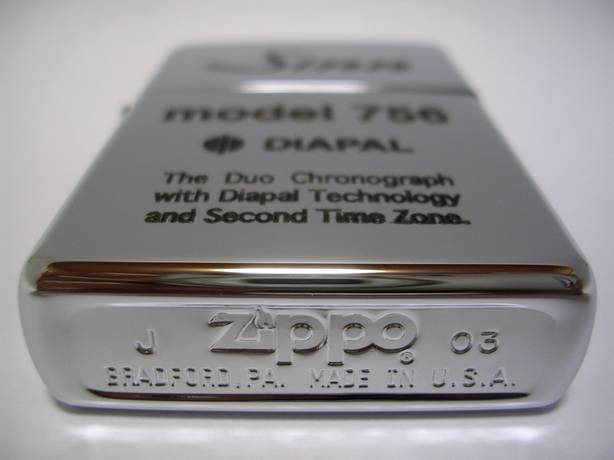 Sinn
model 756
DIAPAL
The Duo Chronograph
with Diapal Technology
and Second Time Zone.
J zippo® 03
BRADFORD, PA. MADE IN U.S.A.